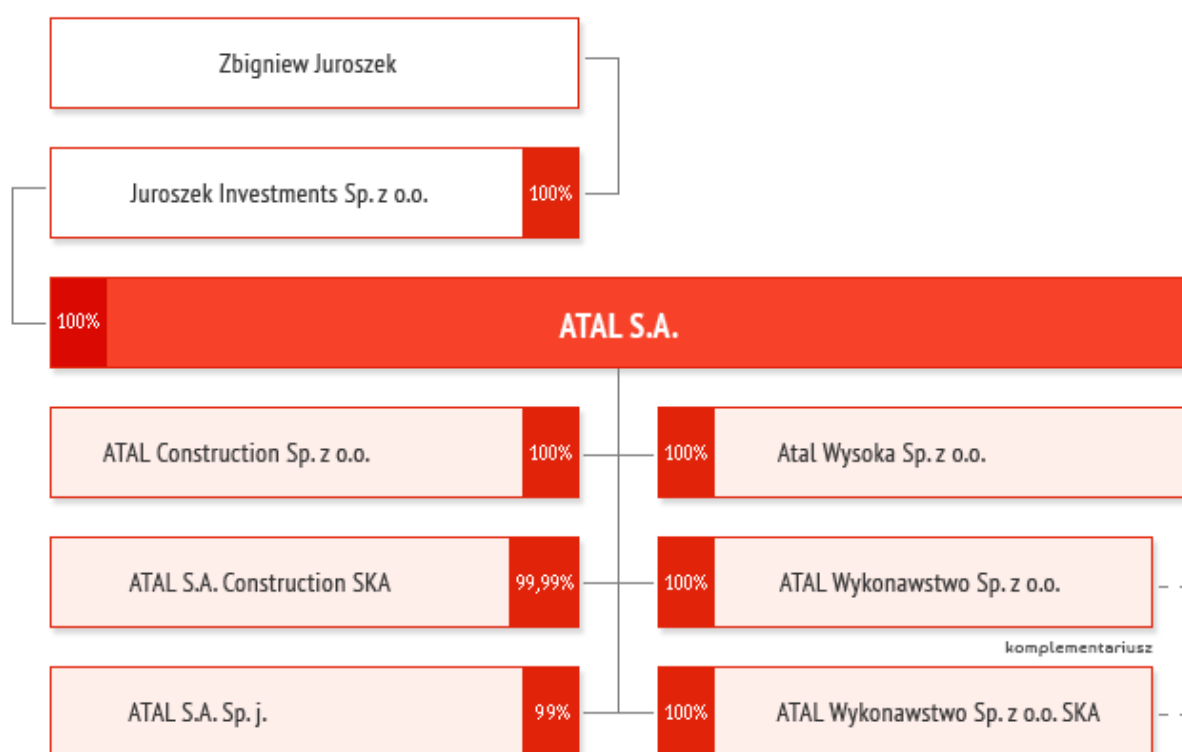 Zbigniew Juroszek
Juroszek Investments Sp. z o.o. 100%
100% ATAL S.A.
ATAL Construction Sp. z o.o. 100%
100% Atal Wysoka Sp. z o.o.
ATAL S.A. Construction SKA 99,99%
100% ATAL Wykonawstwo Sp. z o.o.
komplementariusz
ATAL S.A. Sp. j. 99%
100% ATAL Wykonawstwo Sp. z o.o. SKA